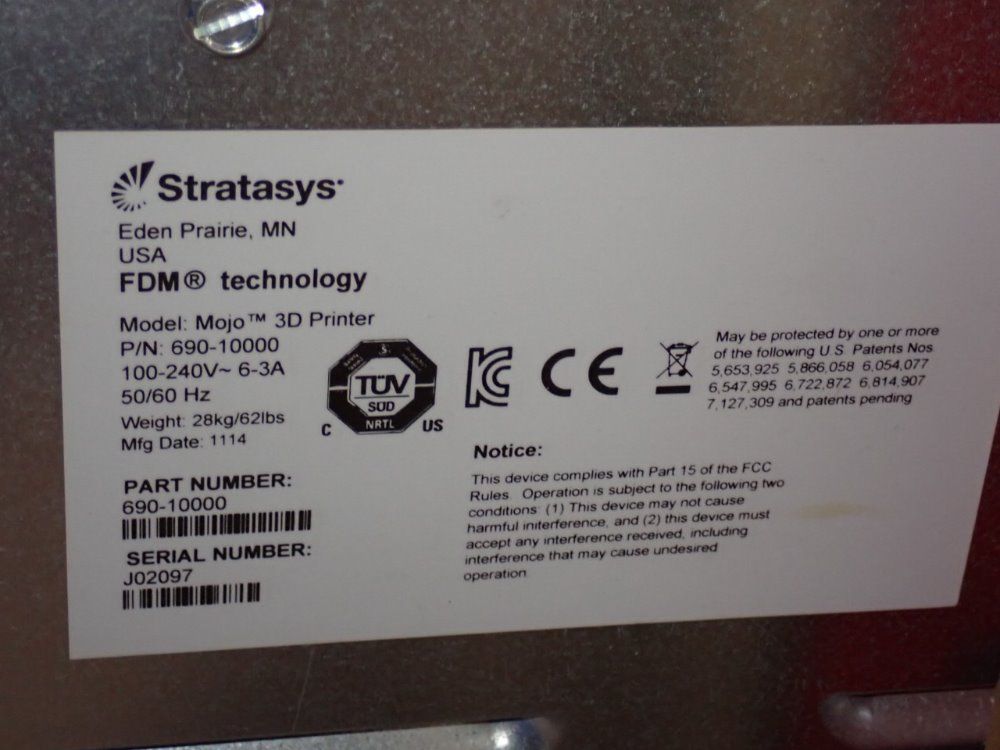 Stratasys
Eden Prairie, MN
USA
FDM® technology
Model: Mojo™ 3D Printer
P/N: 690-10000
100-240V~ 6-3A
50/60 Hz
Weight: 28kg/62lbs
Mfg Date: 1114
PART NUMBER:
690-10000
SERIAL NUMBER:
J02097
TÜV
SÜD
NRTL
C US
CE
May be protected by one or more
of the following U.S. Patents Nos
5,653,925 5,866,058 6,054,077
6,547,995 6,722,872 6,814,907
7,127,309 and patents pending
Notice:
This device complies with Part 15 of the FCC
Rules. Operation is subject to the following two
conditions: (1) This device may not cause
harmful initerference, and (2) this device must
accept any interference received, including
interference that may cause undesired
operation